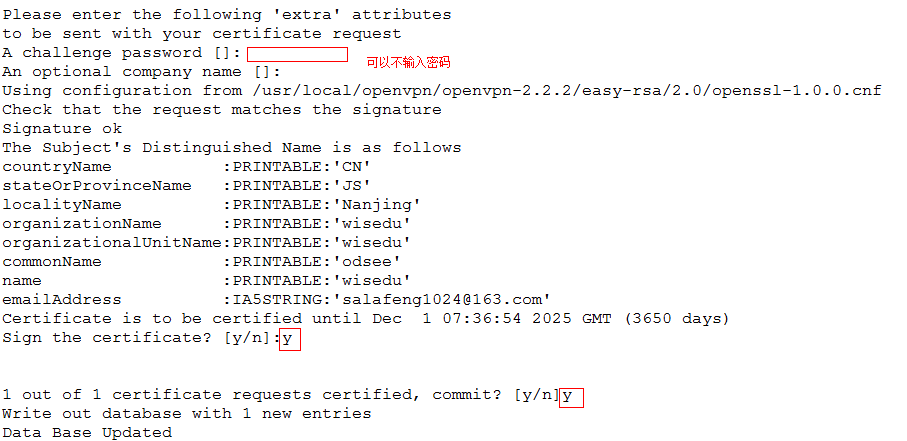 Please enter the following 'extra' attributes
to be sent with your certificate request
A challenge password []:
可以不输入密码
An optional company name []:
Using configuration from /usr/local/openvpn/openvpn-2.2.2/easy-rsa/2.0/openssl-1.0.0.cnf
Check that the request matches the signature
Signature ok
The Subject's Distinguished Name is as follows
countryName           :PRINTABLE:'CN'
stateOrProvinceName   :PRINTABLE:'JS'
localityName          :PRINTABLE:'Nanjing'
organizationName      :PRINTABLE:'wisedu'
organizationalUnitName:PRINTABLE:'wisedu'
commonName            :PRINTABLE:'odsee'
name                  :PRINTABLE:'wisedu'
emailAddress          :IA5STRING:'salafeng1024@163.com'
Certificate is to be certified until Dec  1 07:36:54 2025 GMT (3650 days)
Sign the certificate? [y/n]:y
1 out of 1 certificate requests certified, commit? [y/n]y
Write out database with 1 new entries
Data Base Updated